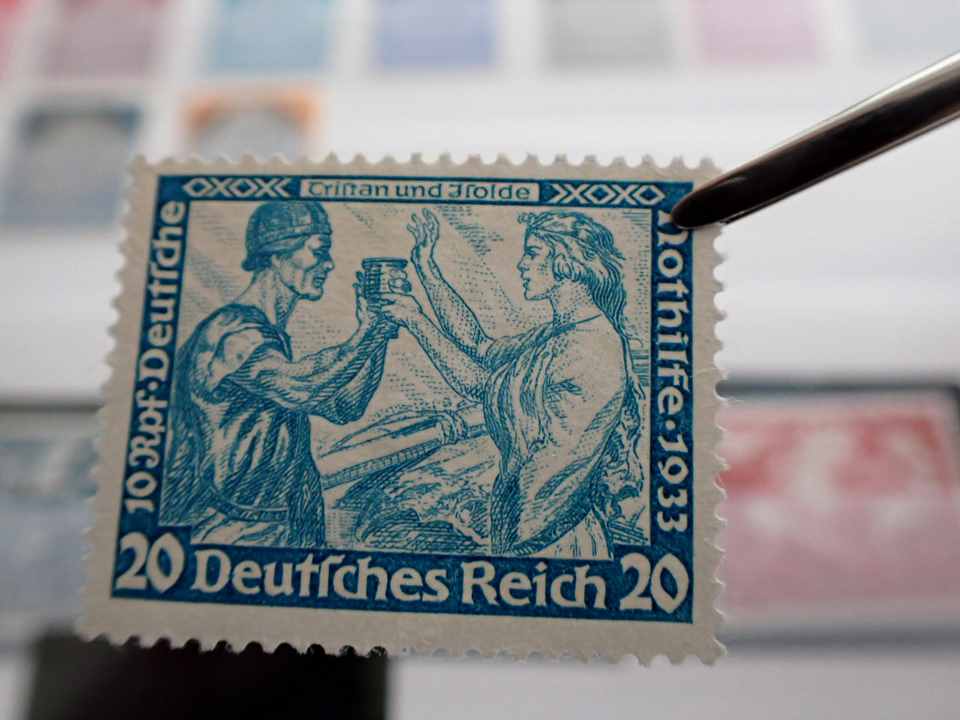 Triſtan und Iſolde
10 Rpf·Deutſche
Nothilfe·1933
20 Deutſches Reich 20